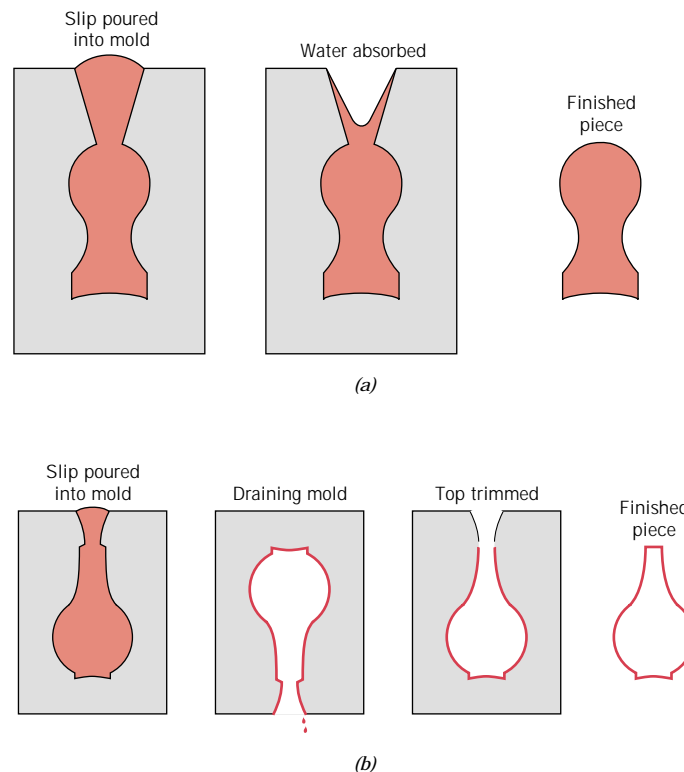 Slip poured
into mold
Water absorbed
Finished
piece
(a)
Slip poured
into mold
Draining mold
Top trimmed
Finished
piece
(b)